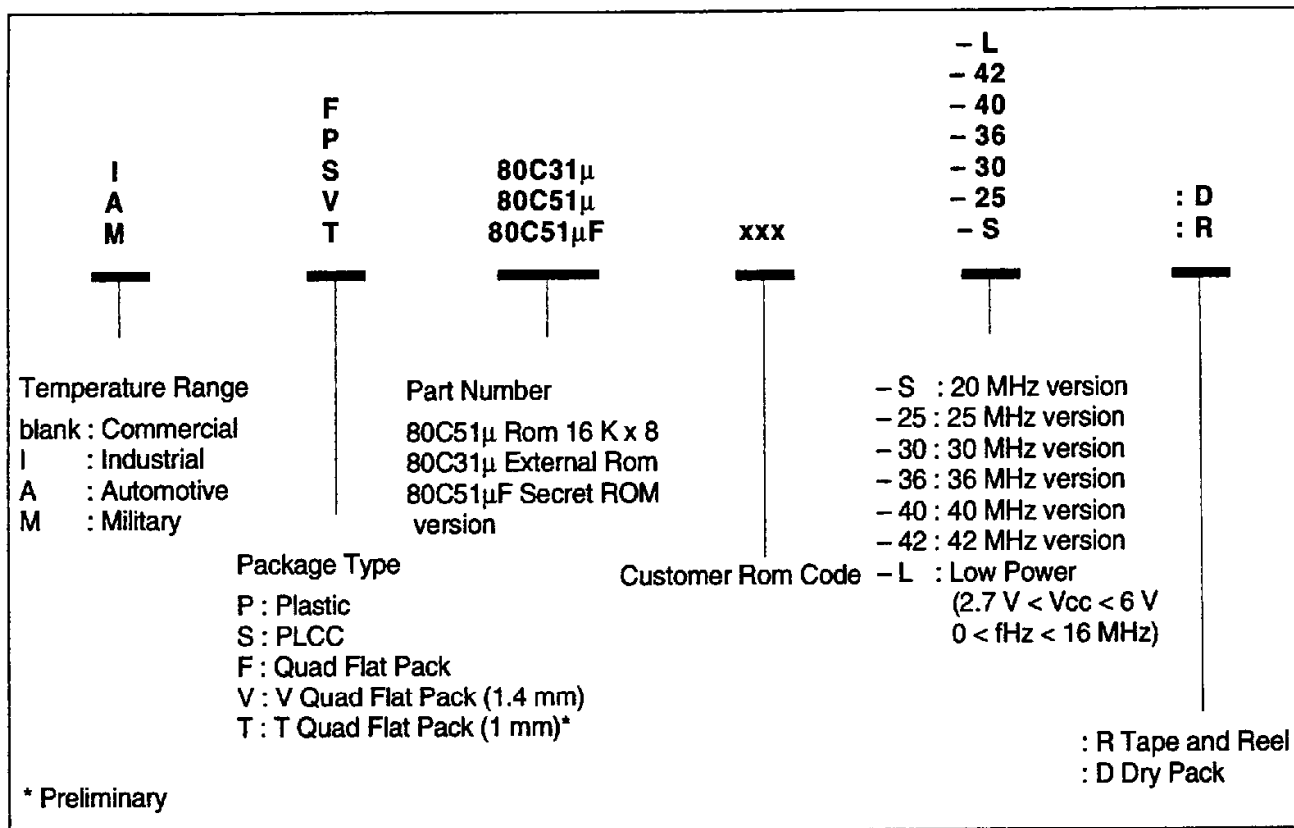 I
A
M
F
P
S
V
T
80C31µ
80C51µ
80C51µF
xxx
– L
– 42
– 40
– 36
– 30
– 25
– S
: D
: R
Temperature Range
blank : Commercial
I : Industrial
A : Automotive
M : Military
Package Type
P : Plastic
S : PLCC
F : Quad Flat Pack
V : V Quad Flat Pack (1.4 mm)
T : T Quad Flat Pack (1 mm)*
Part Number
80C51µ Rom 16 K x 8
80C31µ External Rom
80C51µF Secret ROM
version
Customer Rom Code
– S : 20 MHz version
– 25 : 25 MHz version
– 30 : 30 MHz version
– 36 : 36 MHz version
– 40 : 40 MHz version
– 42 : 42 MHz version
– L : Low Power
(2.7 V < Vcc < 6 V
0 < fHz < 16 MHz)
: R Tape and Reel
: D Dry Pack
* Preliminary